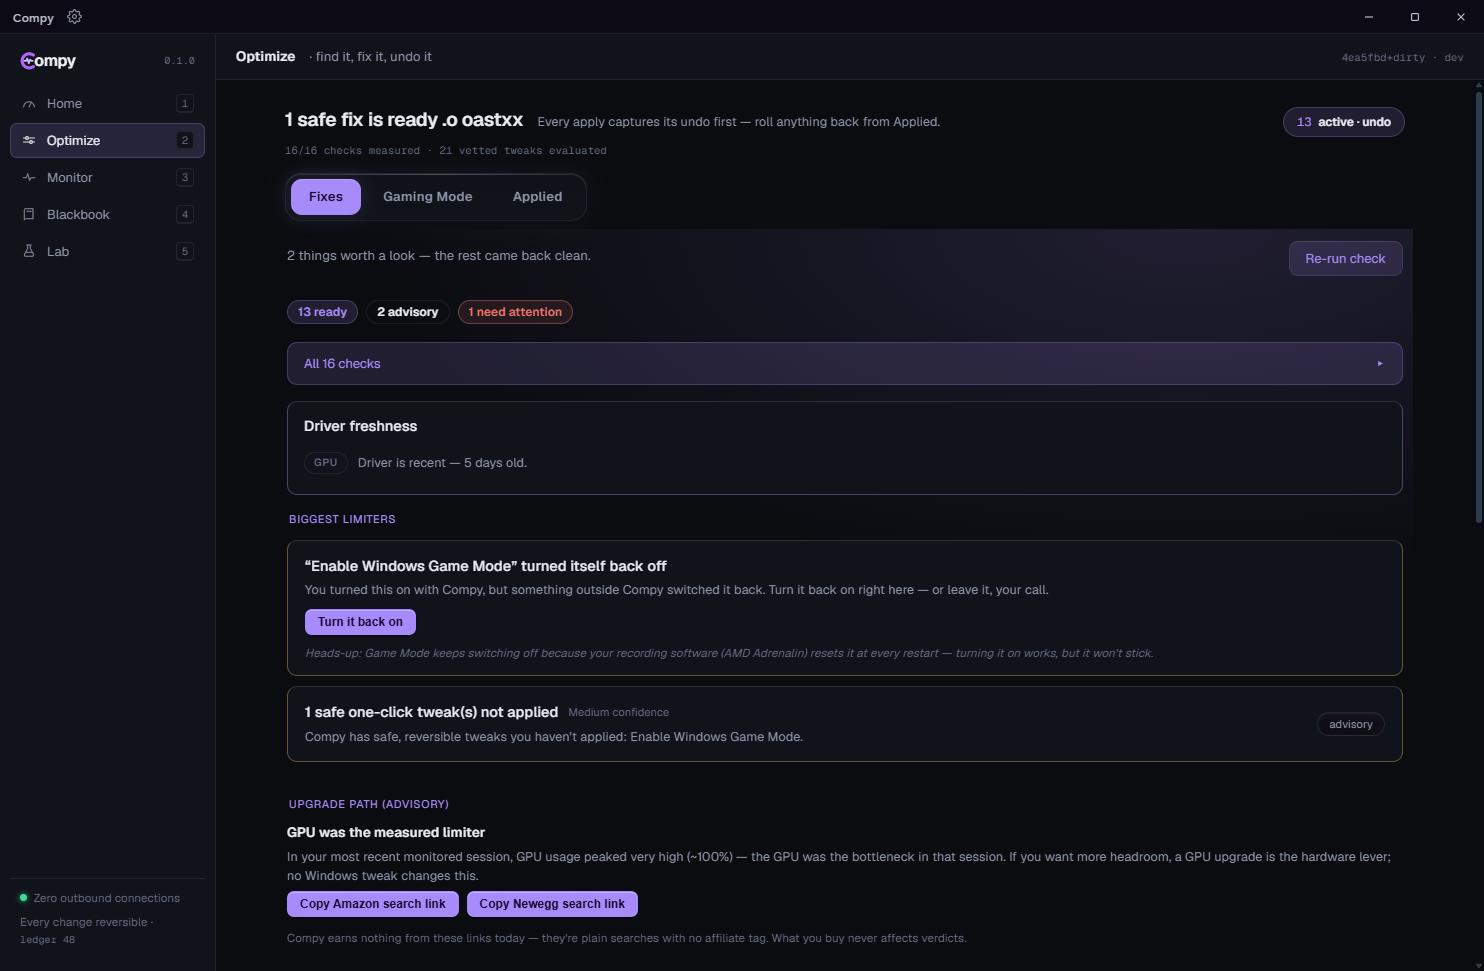 Compy
Compy 0.1.0
Home 1
Optimize 2
Monitor 3
Blackbook 4
Lab 5
Zero outbound connections
Every change reversible ·
ledger 48
Optimize · find it, fix it, undo it
4ea5fbd+dirty · dev
1 safe fix is ready .o oastxx Every apply captures its undo first — roll anything back from Applied.
13 active · undo
16/16 checks measured · 21 vetted tweaks evaluated
Fixes Gaming Mode Applied
2 things worth a look — the rest came back clean.
Re-run check
13 ready 2 advisory 1 need attention
All 16 checks
Driver freshness
GPU Driver is recent — 5 days old.
BIGGEST LIMITERS
“Enable Windows Game Mode” turned itself back off
You turned this on with Compy, but something outside Compy switched it back. Turn it back on right here — or leave it, your call.
Turn it back on
Heads-up: Game Mode keeps switching off because your recording software (AMD Adrenalin) resets it at every restart — turning it on works, but it won't stick.
1 safe one-click tweak(s) not applied Medium confidence
Compy has safe, reversible tweaks you haven't applied: Enable Windows Game Mode.
advisory
UPGRADE PATH (ADVISORY)
GPU was the measured limiter
In your most recent monitored session, GPU usage peaked very high (~100%) — the GPU was the bottleneck in that session. If you want more headroom, a GPU upgrade is the hardware lever;
no Windows tweak changes this.
Copy Amazon search link Copy Newegg search link
Compy earns nothing from these links today — they're plain searches with no affiliate tag. What you buy never affects verdicts.